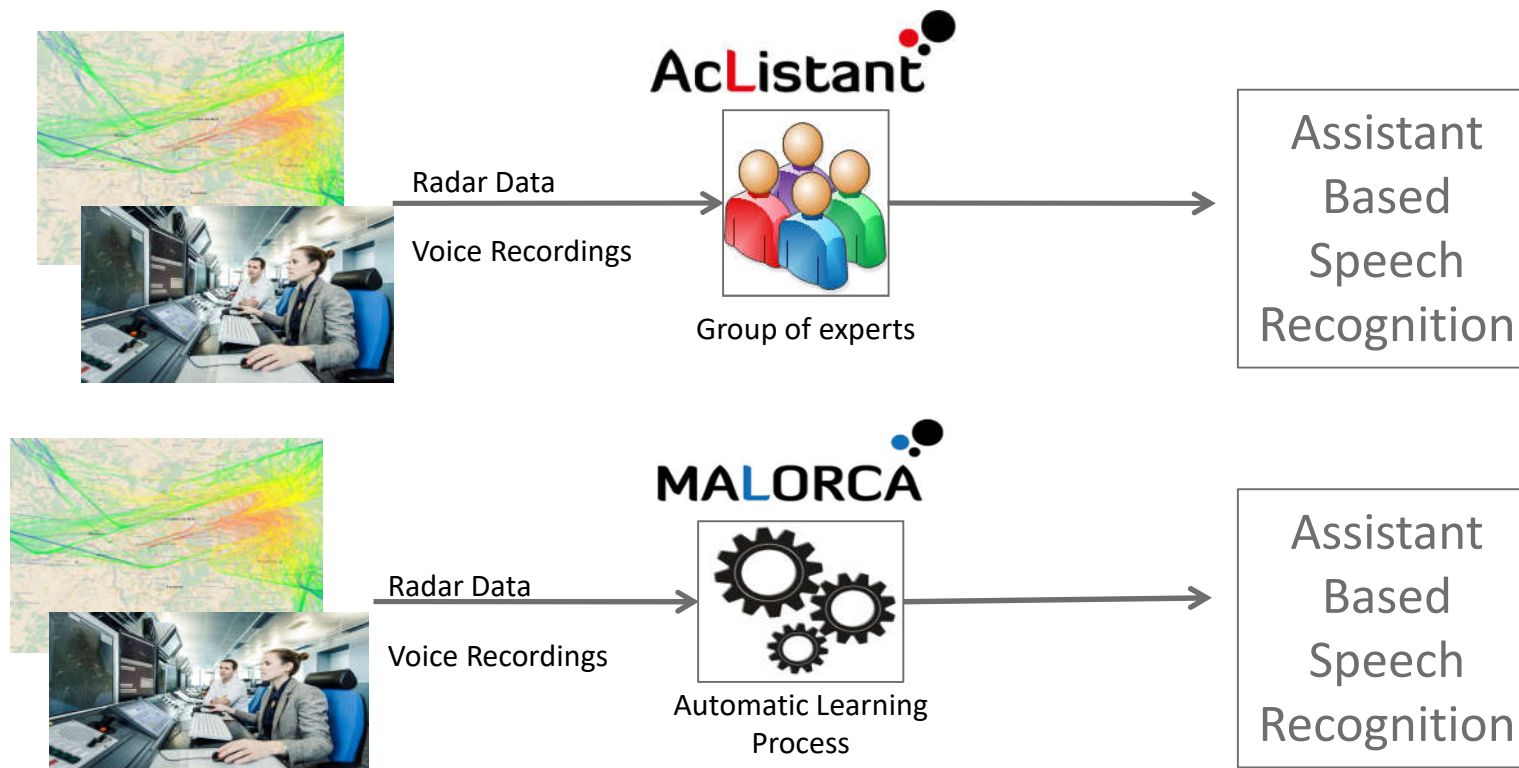 AcListant
Radar Data
Voice Recordings
Group of experts
Assistant
Based
Speech
Recognition
MALORCA
Radar Data
Voice Recordings
Automatic Learning
Process
Assistant
Based
Speech
Recognition